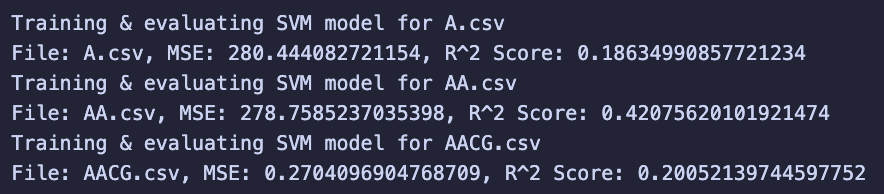 Training & evaluating SVM model for A.csv
File: A.csv, MSE: 280.444082721154, R^2 Score: 0.18634990857721234
Training & evaluating SVM model for AA.csv
File: AA.csv, MSE: 278.7585237035398, R^2 Score: 0.42075620101921474
Training & evaluating SVM model for AACG.csv
File: AACG.csv, MSE: 0.2704096904768709, R^2 Score: 0.20052139744597752